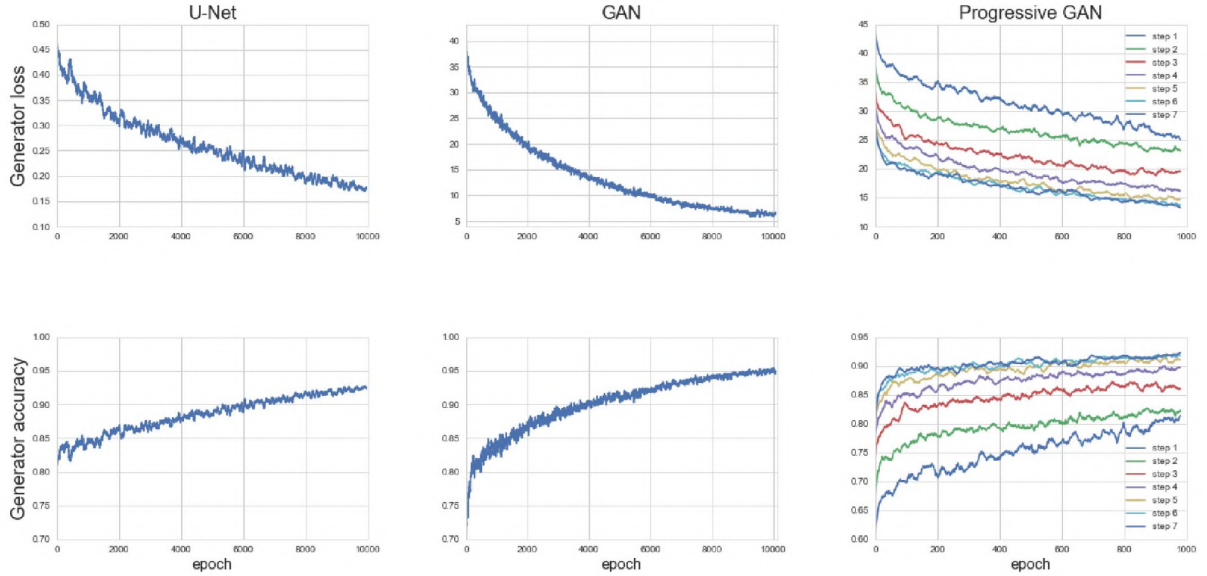 U-Net
GAN
Progressive GAN
Generator loss
0.50
0.45
0.40
0.35
0.30
0.25
0.20
0.15
0.10
0 2000 4000 6000 8000 10000
40
35
30
25
20
15
10
5
0 2000 4000 6000 8000 10000
45
40
35
30
25
20
15
10
0 200 400 600 800 1000
step 1
step 2
step 3
step 4
step 5
step 6
step 7
Generator accuracy
1.00
0.95
0.90
0.85
0.80
0.75
0.70
0 2000 4000 6000 8000 10000
epoch
1.00
0.95
0.90
0.85
0.80
0.75
0.70
0 2000 4000 6000 8000 10000
epoch
0.95
0.90
0.85
0.80
0.75
0.70
0.65
0.60
0 200 400 600 800 1000
epoch
step 1
step 2
step 3
step 4
step 5
step 6
step 7